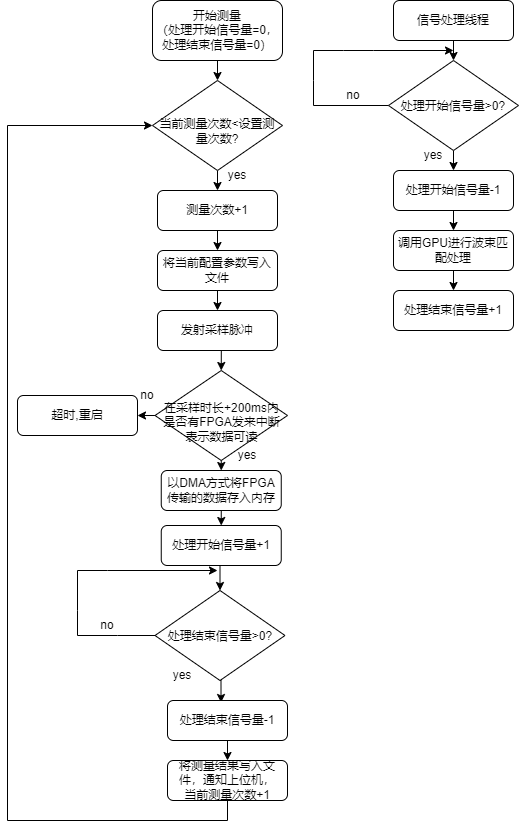 开始测量
（处理开始信号量=0,
处理结束信号量=0）
当前测量次数<设置测
量次数?
yes
测量次数+1
将当前配置参数写入
文件
发射采样脉冲
在采样时长+200ms内
是否有FPGA发来中断
表示数据可读
no
超时,重启
yes
以DMA方式将FPGA
传输的数据存入内存
处理开始信号量+1
处理结束信号量>0?
no
yes
处理结束信号量-1
将测量结果写入文
件，通知上位机，
当前测量次数+1
信号处理线程
处理开始信号量>0?
no
yes
处理开始信号量-1
调用GPU进行波束匹
配处理
处理结束信号量+1